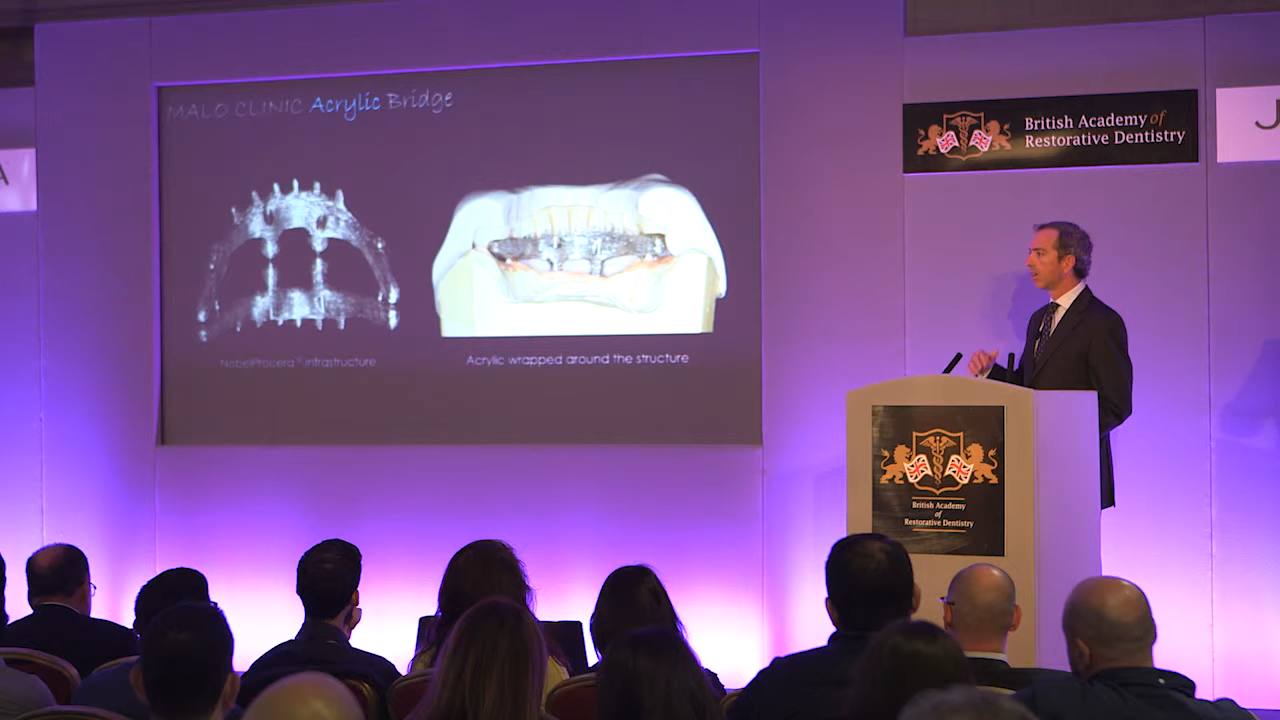 MALO CLINIC Acrylic Bridge
NobelProcera ® infrastructure
Acrylic wrapped around the structure
A
British Academy of
Restorative Dentistry
J
British Academy
of
Restorative Dentistry